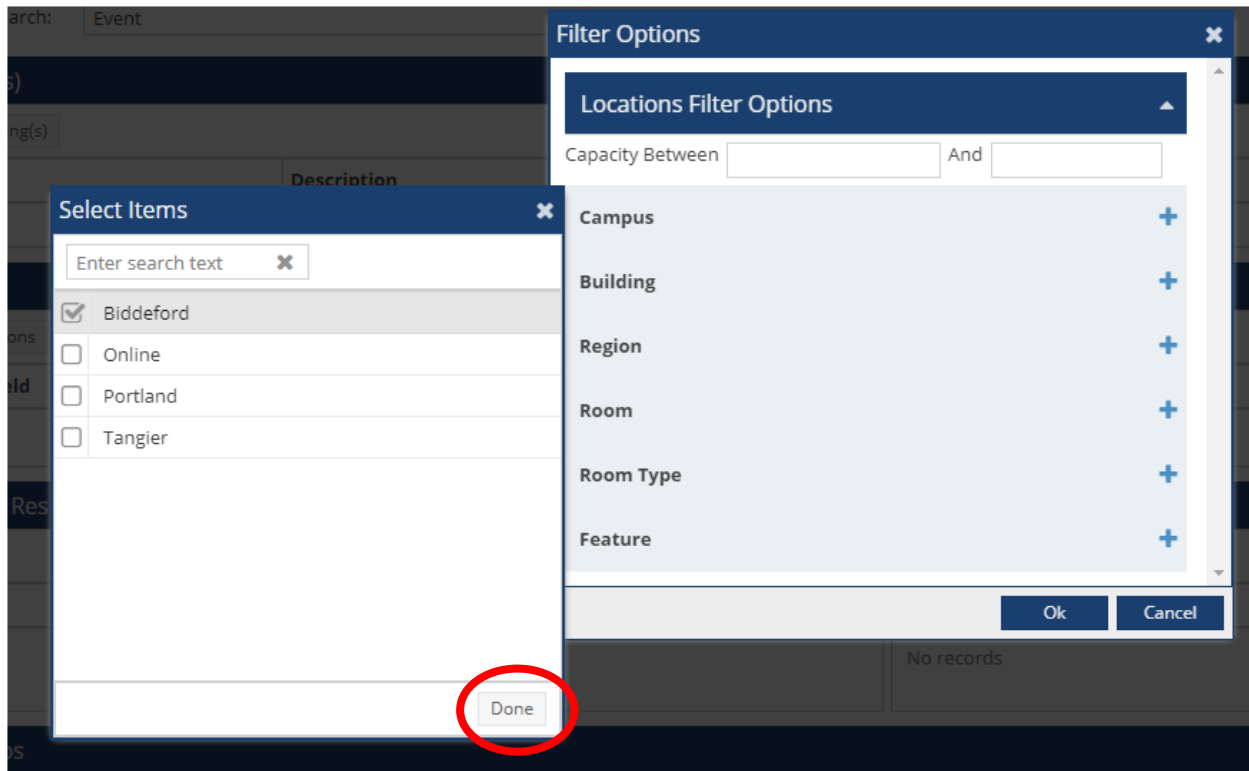 arch: Event
Filter Options
s)
Locations Filter Options
ng(s)
Capacity Between And
Description
Select Items
Campus
Enter search text
Building
Biddeford
ons
Online
Region
eld
Portland
Room
Tangier
Room Type
Res
Feature
Ok Cancel
No records
Done
os